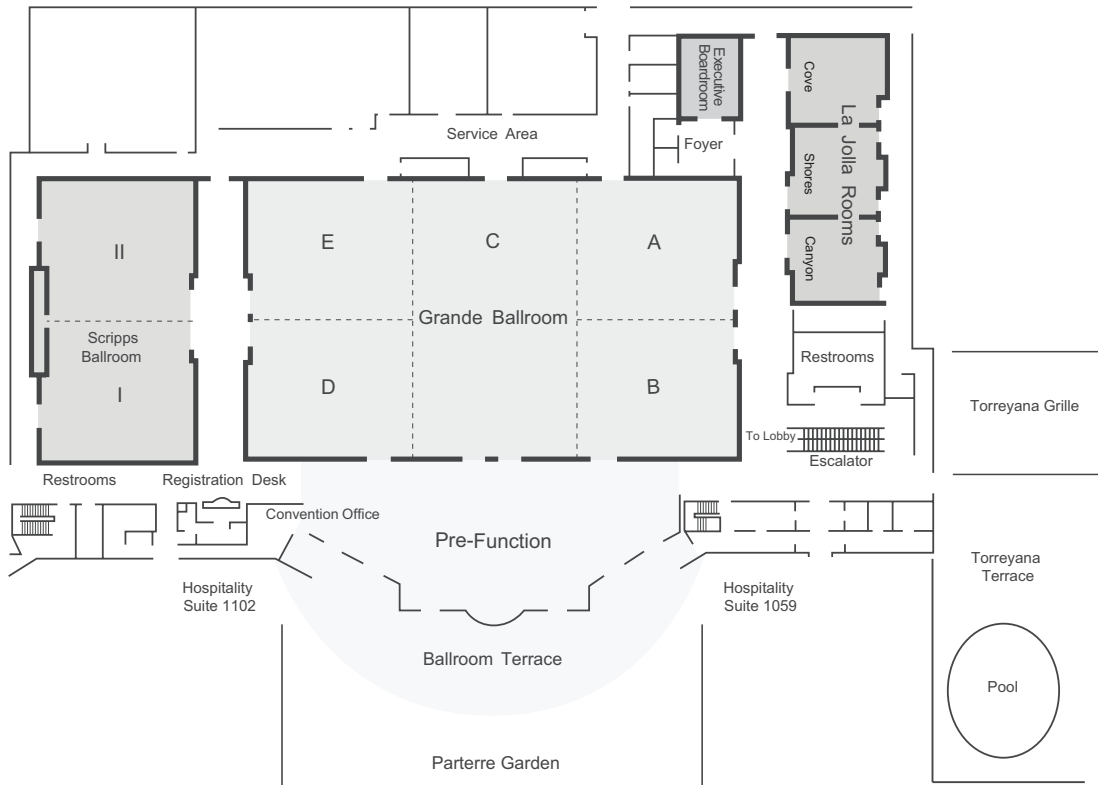 Executive
Boardroom
Cove
La Jolla Rooms
Service Area
Foyer
Shores
II
E
C
A
Canyon
Grande Ballroom
Scripps
Ballroom
Restrooms
I
D
B
Torreyana Grille
To Lobby
Escalator
Restrooms
Registration Desk
Convention Office
Pre-Function
Torreyana
Terrace
Hospitality
Suite 1102
Hospitality
Suite 1059
Ballroom Terrace
Pool
Parterre Garden